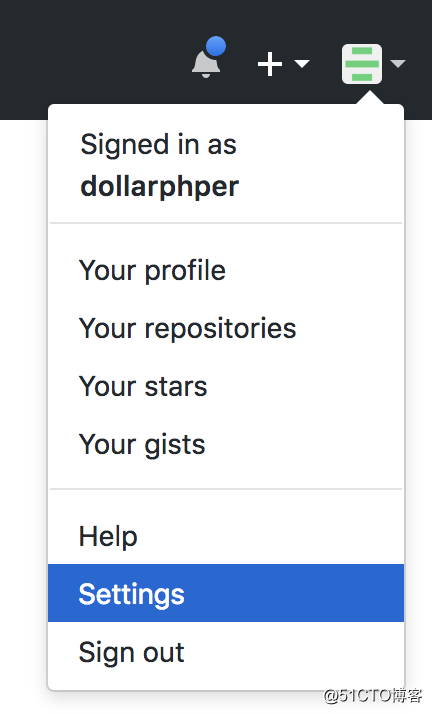 Signed in as
dollarphper
Your profile
Your repositories
Your stars
Your gists
Help
Settings
Sign out
@51CTO博客